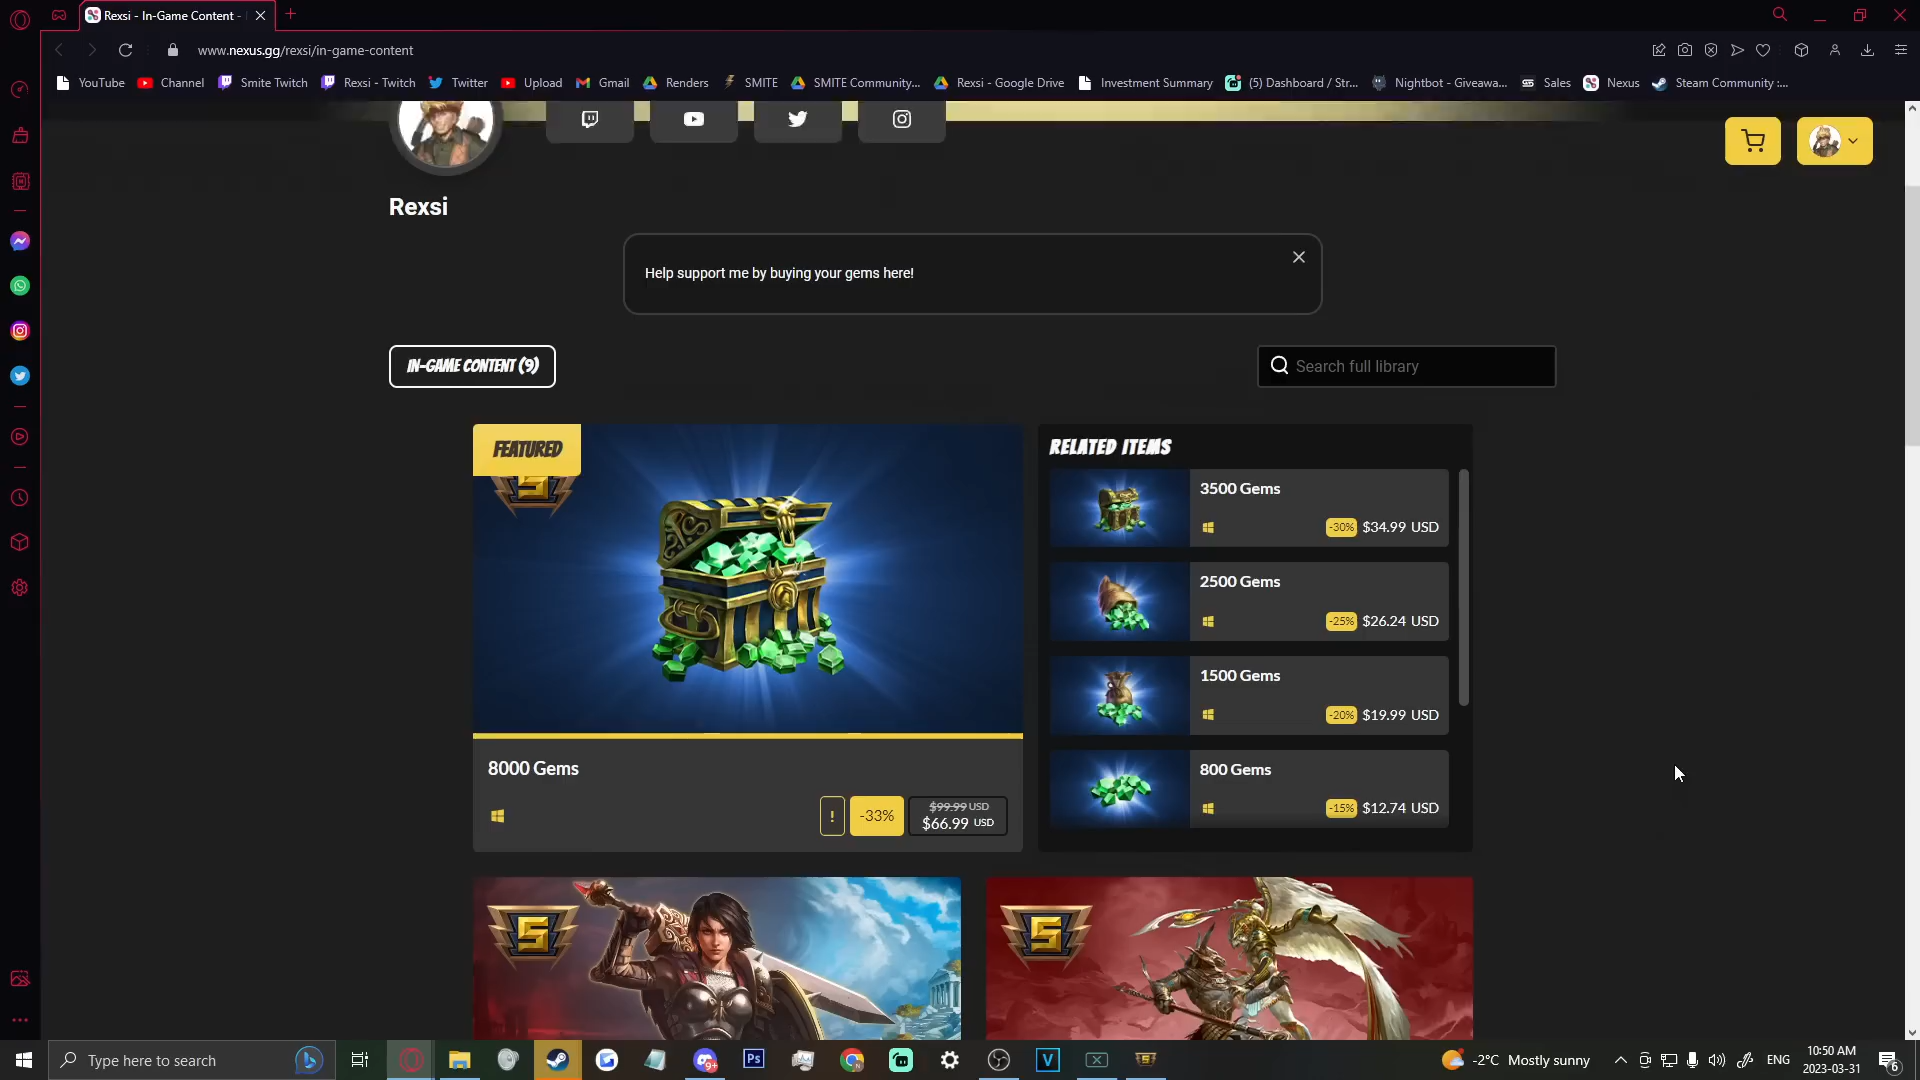 Rexsi - In-Game Content -
www.nexus.gg/rexsi/in-game-content
YouTube
Channel
Smite Twitch
Rexsi - Twitch
Twitter
Upload
Gmail
Renders
SMITE
SMITE Community...
Rexsi - Google Drive
Investment Summary
(5) Dashboard / Str...
Nightbot - Giveawa...
Sales
Nexus
Steam Community :...
Rexsi
Help support me by buying your gems here!
IN-GAME CONTENT (9)
Search full library
FEATURED
8000 Gems
!
-33%
$99.99 USD
$66.99 USD
RELATED ITEMS
3500 Gems
-30% $34.99 USD
2500 Gems
-25% $26.24 USD
1500 Gems
-20% $19.99 USD
800 Gems
-15% $12.74 USD
Type here to search
9+
Ps
V
-2°C Mostly sunny
ENG
10:50 AM
2023-03-31
6